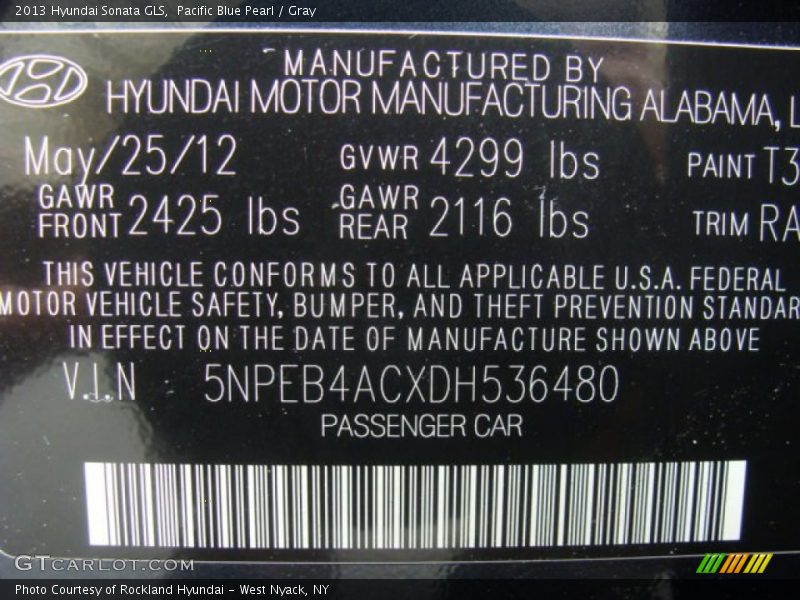 2013 Hyundai Sonata GLS, Pacific Blue Pearl / Gray
MANUFACTURED BY
HYUNDAI MOTOR MANUFACTURING ALABAMA, L
May/25/12 GVWR 4299 lbs PAINT T3
GAWR FRONT 2425 lbs GAWR REAR 2116 lbs TRIM RA
THIS VEHICLE CONFORMS TO ALL APPLICABLE U.S.A. FEDERAL
MOTOR VEHICLE SAFETY, BUMPER, AND THEFT PREVENTION STANDAR
IN EFFECT ON THE DATE OF MANUFACTURE SHOWN ABOVE
V.I.N 5NPEB4ACXDH536480
PASSENGER CAR
GTCARLOT.COM
Photo Courtesy of Rockland Hyundai - West Nyack, NY